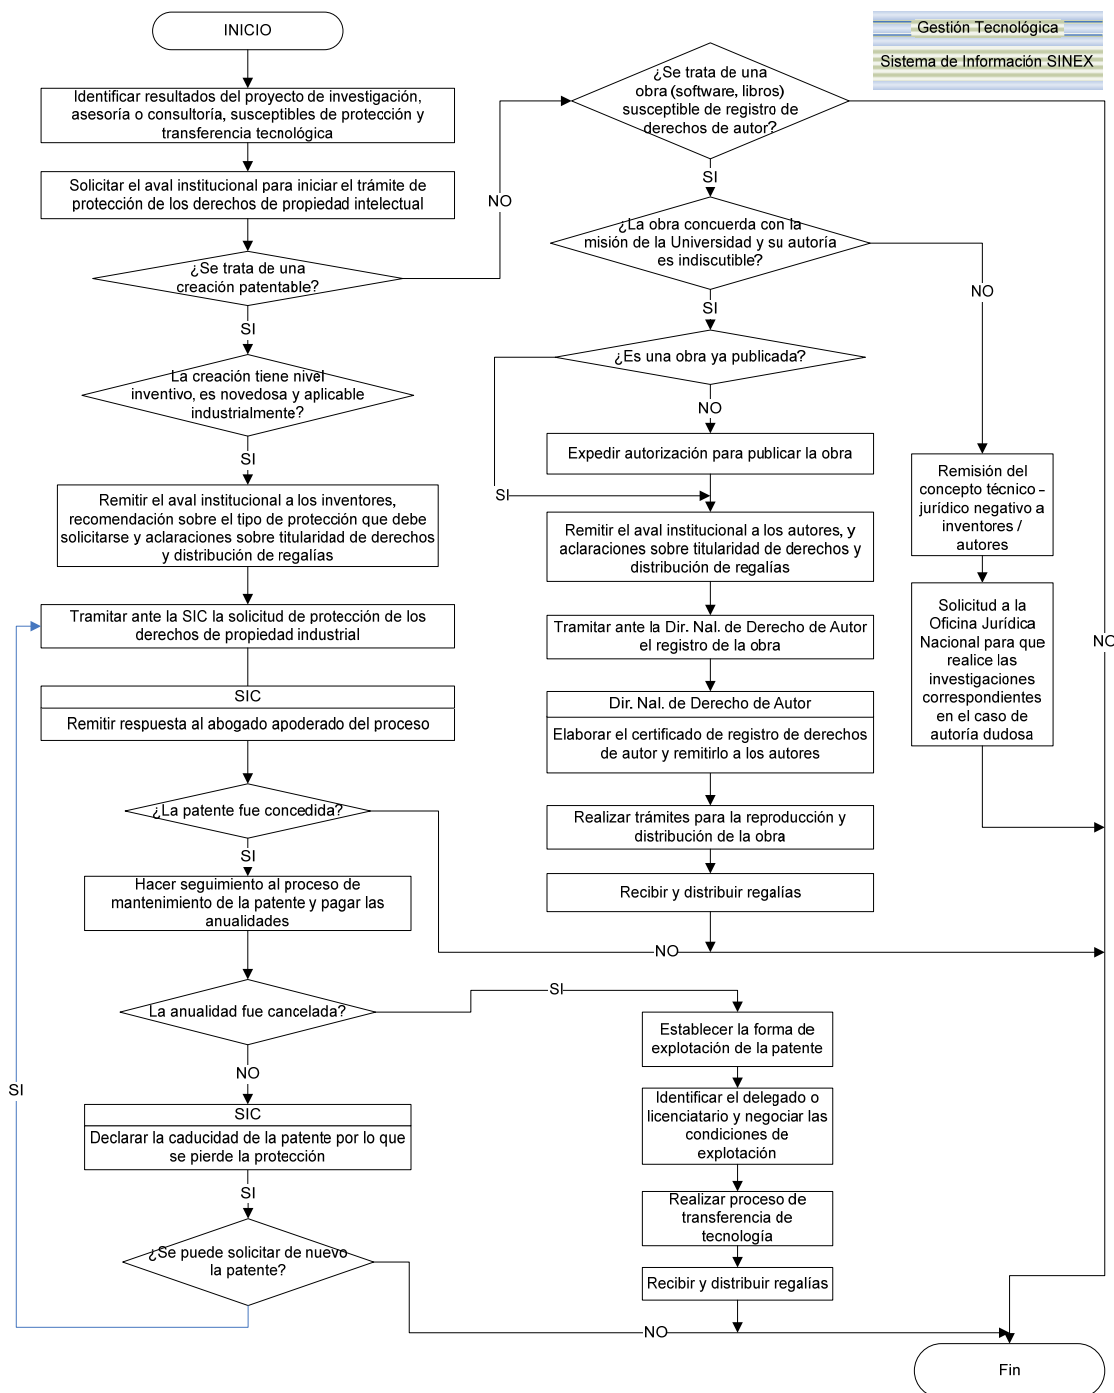 INICIO
Gestión Tecnológica
Sistema de Información SINEX
Identificar resultados del proyecto de investigación,
asesoría o consultoría, susceptibles de protección y
transferencia tecnológica
Solicitar el aval institucional para iniciar el trámite de
protección de los derechos de propiedad intelectual
¿Se trata de una
creación patentable?
NO
SI
La creación tiene nivel
inventivo, es novedosa y aplicable
industrialmente?
SI
Remitir el aval institucional a los inventores,
recomendación sobre el tipo de protección que debe
solicitarse y aclaraciones sobre titularidad de derechos
y distribución de regalías
Tramitar ante la SIC la solicitud de protección de los
derechos de propiedad industrial
SIC
Remitir respuesta al abogado apoderado del proceso
¿La patente fue concedida?
SI
NO
Hacer seguimiento al proceso de
mantenimiento de la patente y pagar las
anualidades
La anualidad fue cancelada?
SI
NO
SIC
Declarar la caducidad de la patente por lo que
se pierde la protección
SI
¿Se puede solicitar de nuevo
la patente?
SI
NO
¿Se trata de una
obra (software, libros)
susceptible de registro de
derechos de autor?
SI
NO
¿La obra concuerda con la
misión de la Universidad y su autoría
es indiscutible?
SI
NO
¿Es una obra ya publicada?
NO
SI
Expedir autorización para publicar la obra
Remitir el aval institucional a los autores, y
aclaraciones sobre titularidad de derechos y
distribución de regalías
Tramitar ante la Dir. Nal. de Derecho de Autor
el registro de la obra
Dir. Nal. de Derecho de Autor
Elaborar el certificado de registro de derechos
de autor y remitirlo a los autores
Realizar trámites para la reproducción y
distribución de la obra
Recibir y distribuir regalías
Remisión del
concepto técnico –
jurídico negativo a
inventores /
autores
Solicitud a la
Oficina Jurídica
Nacional para que
realice las
investigaciones
correspondientes
en el caso de
autoría dudosa
Establecer la forma de
explotación de la patente
Identificar el delegado o
licenciatario y negociar las
condiciones de
explotación
Realizar proceso de
transferencia de
tecnología
Recibir y distribuir regalías
Fin